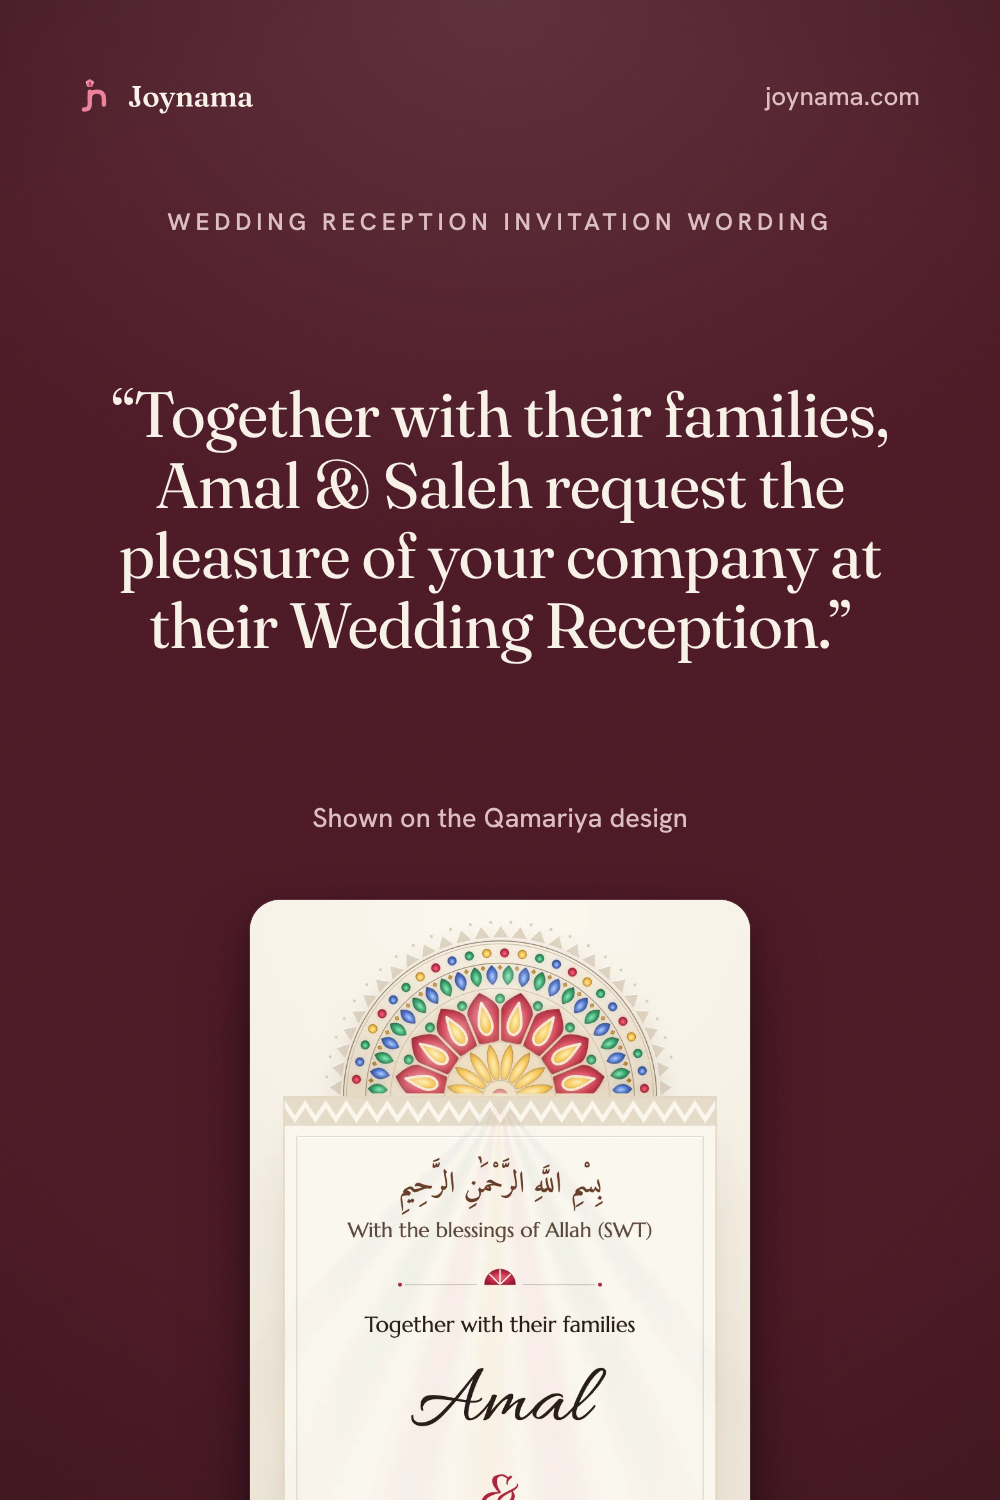 Joynama
joynama.com
WEDDING RECEPTION INVITATION WORDING
“Together with their families,
Amal & Saleh request the
pleasure of your company at
their Wedding Reception.”
Shown on the Qamariya design
بِسْمِ اللَّهِ الرَّحْمَٰنِ الرَّحِيمِ
With the blessings of Allah (SWT)
Together with their families
Amal
&